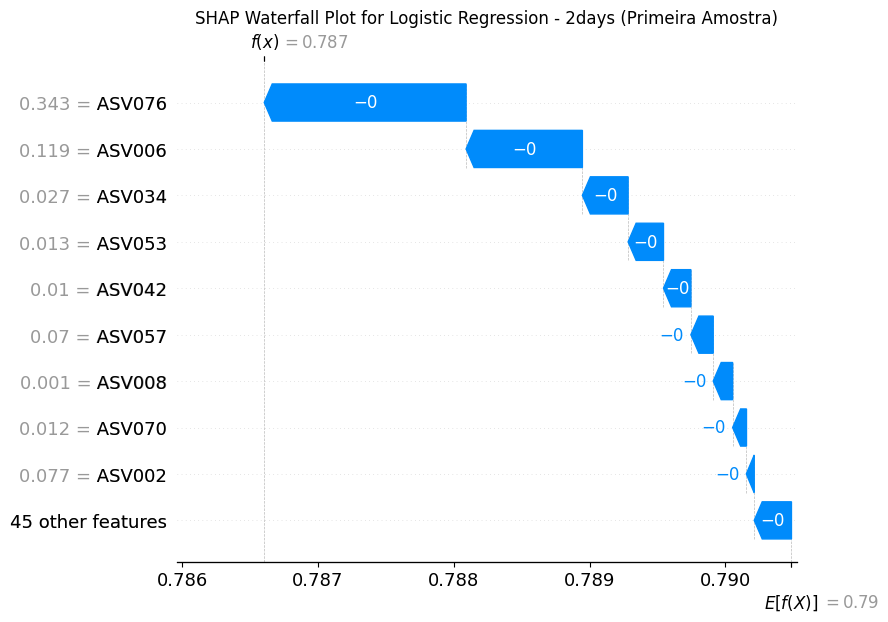 SHAP Waterfall Plot for Logistic Regression - 2days (Primeira Amostra)
f(x) = 0.787
0.343 = ASV076 −0
0.119 = ASV006 −0
0.027 = ASV034 −0
0.013 = ASV053 −0
0.01 = ASV042 −0
0.07 = ASV057 −0
0.001 = ASV008 −0
0.012 = ASV070 −0
0.077 = ASV002 −0
45 other features −0
0.786 0.787 0.788 0.789 0.790
E[f(X)] = 0.79